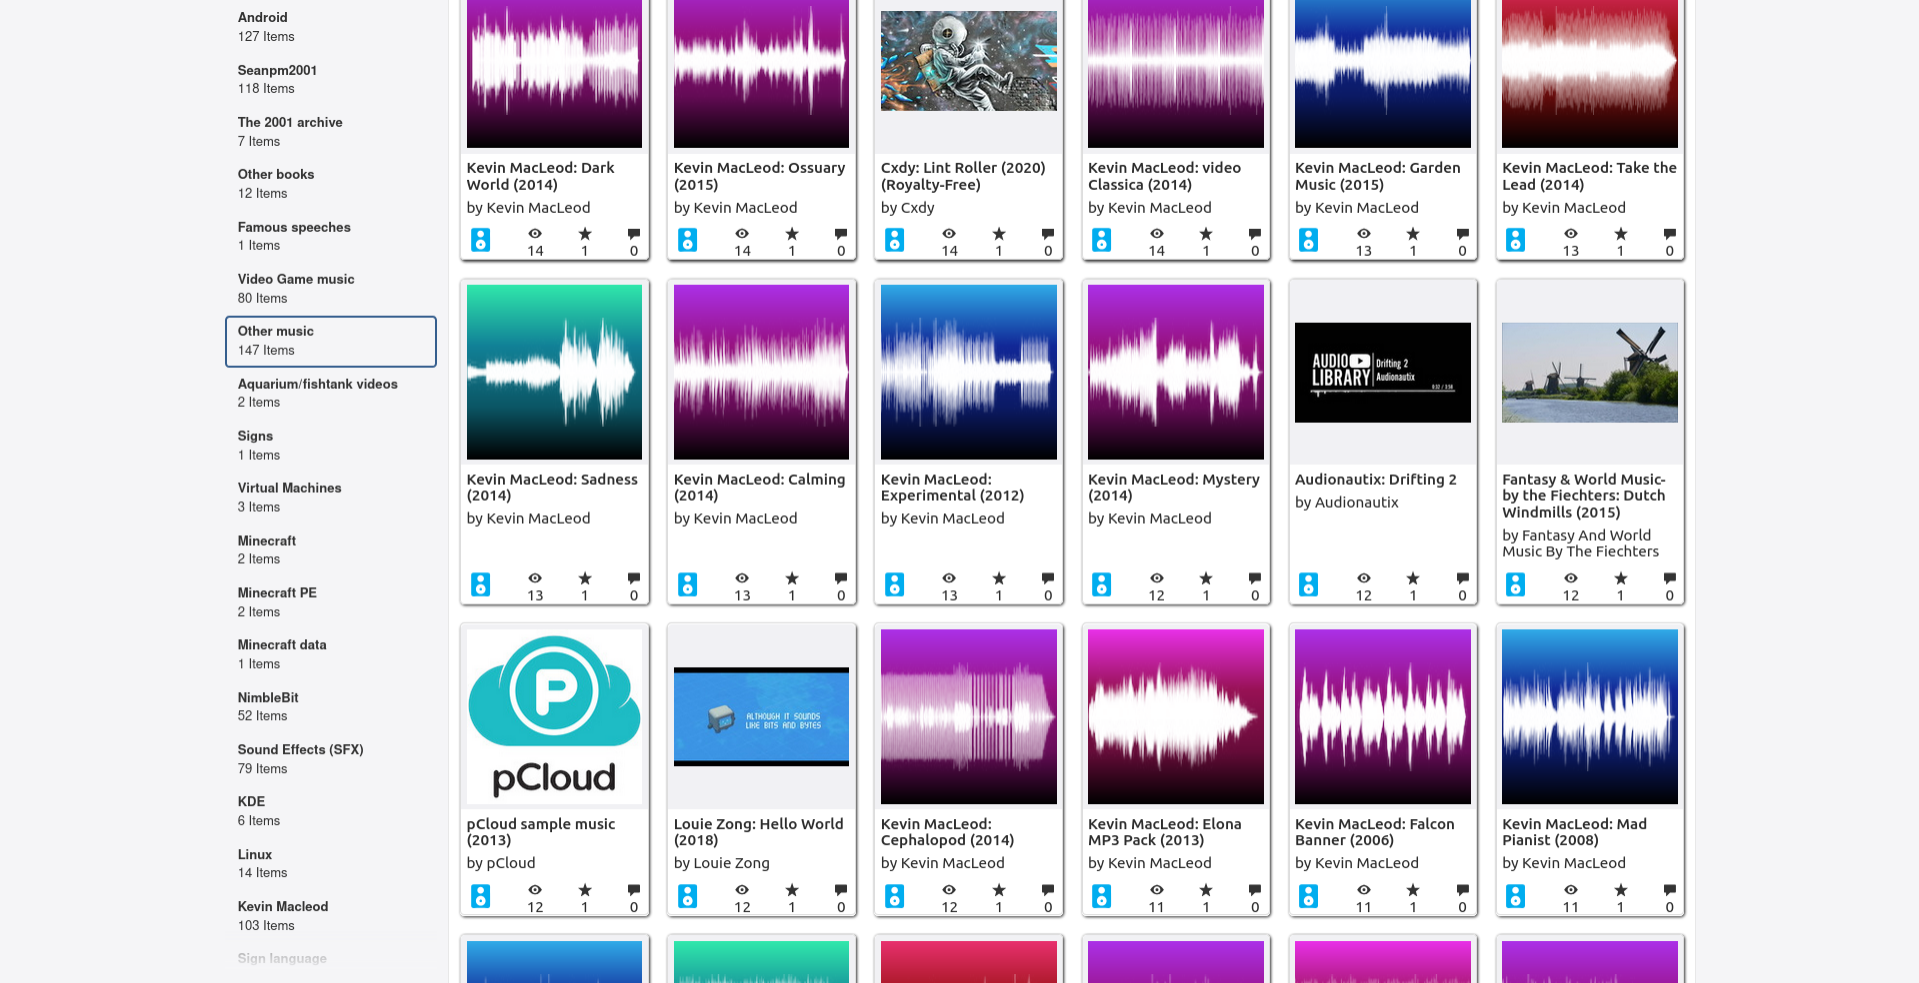 Android
127 Items
Seanpm2001
118 Items
The 2001 archive
7 Items
Other books
12 Items
Famous speeches
1 Items
Video Game music
80 Items
Other music
147 Items
Aquarium/fishtank videos
2 Items
Signs
1 Items
Virtual Machines
3 Items
Minecraft
2 Items
Minecraft PE
2 Items
Minecraft data
1 Items
NimbleBit
52 Items
Sound Effects (SFX)
79 Items
KDE
6 Items
Linux
14 Items
Kevin Macleod
103 Items
Sign language
Kevin MacLeod: Dark
World (2014)
by Kevin MacLeod
14 1 0
Kevin MacLeod: Ossuary
(2015)
by Kevin MacLeod
14 1 0
Cxdy: Lint Roller (2020)
(Royalty-Free)
by Cxdy
14 1 0
Kevin MacLeod: video
Classica (2014)
by Kevin MacLeod
14 1 0
Kevin MacLeod: Garden
Music (2015)
by Kevin MacLeod
13 1 0
Kevin MacLeod: Take the
Lead (2014)
by Kevin MacLeod
13 1 0
Kevin MacLeod: Sadness
(2014)
by Kevin MacLeod
13 1 0
Kevin MacLeod: Calming
(2014)
by Kevin MacLeod
13 1 0
Kevin MacLeod:
Experimental (2012)
by Kevin MacLeod
13 1 0
Kevin MacLeod: Mystery
(2014)
by Kevin MacLeod
12 1 0
AUDIO
LIBRARY
Drifting 2
Audionautix
0:32 / 3:58
Audionautix: Drifting 2
by Audionautix
12 1 0
Fantasy & World Music-
by the Fiechters: Dutch
Windmills (2015)
by Fantasy And World
Music By The Fiechters
12 1 0
P
pCloud
pCloud sample music
(2013)
by pCloud
12 1 0
ALTHOUGH IT SOUNDS
LIKE BITS AND BYTES
Louie Zong: Hello World
(2018)
by Louie Zong
12 1 0
Kevin MacLeod:
Cephalopod (2014)
by Kevin MacLeod
12 1 0
Kevin MacLeod: Elona
MP3 Pack (2013)
by Kevin MacLeod
11 1 0
Kevin MacLeod: Falcon
Banner (2006)
by Kevin MacLeod
11 1 0
Kevin MacLeod: Mad
Pianist (2008)
by Kevin MacLeod
11 1 0